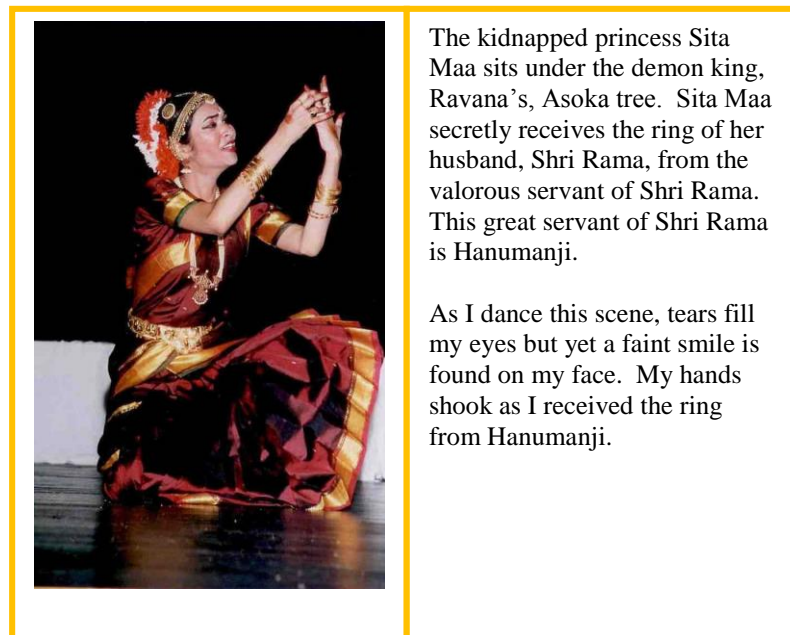 The kidnapped princess Sita
Maa sits under the demon king,
Ravana’s, Asoka tree.  Sita Maa
secretly receives the ring of her
husband, Shri Rama, from the
valorous servant of Shri Rama.
This great servant of Shri Rama
is Hanumanji.

As I dance this scene, tears fill
my eyes but yet a faint smile is
found on my face.  My hands
shook as I received the ring
from Hanumanji.